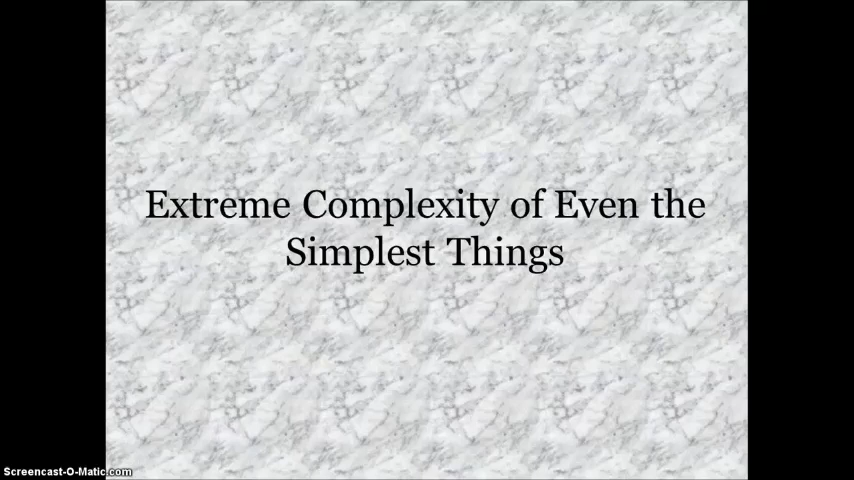 Extreme Complexity of Even the
Simplest Things
Screencast-O-Matic.com